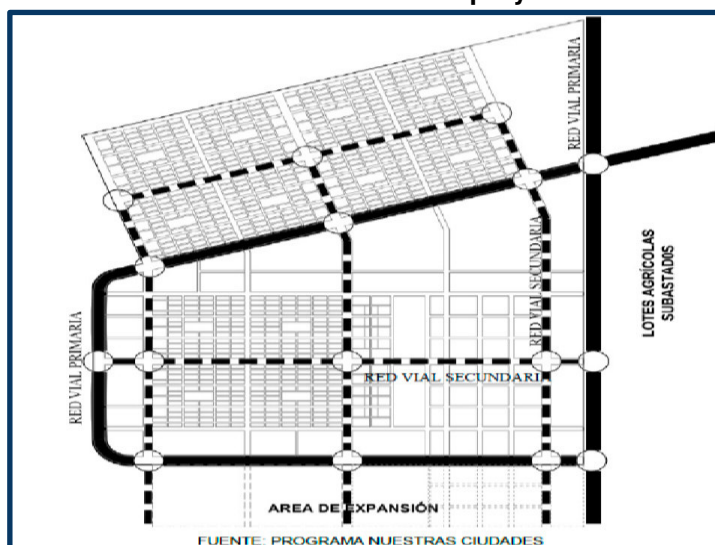 RED VIAL PRIMARIA
LOTES AGRÍCOLAS
SUBASTADOS
RED VIAL SECUNDARIA
RED VIAL PRIMARIA
RED VIAL SECUNDARI
AREA DE EXPANSIÓN
FUENTE: PROGRAMA NUESTRAS CIUDADES